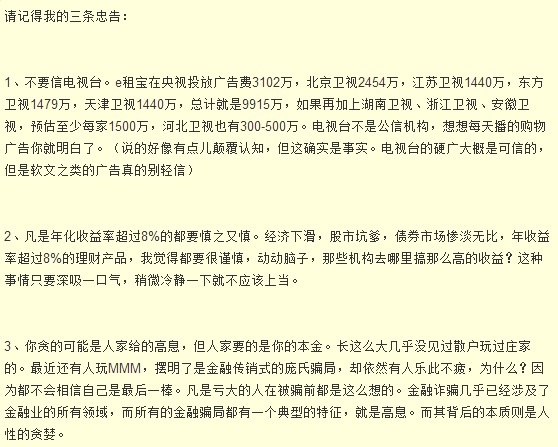 请记得我的三条忠告：
1、不要信电视台。e租宝在央视投放广告费3102万，北京卫视2454万，江苏卫视1440万，东方
卫视1479万，天津卫视1440万，总计就是9915万，如果再加上湖南卫视、浙江卫视、安徽卫
视，预估至少每家1500万，河北卫视也有300-500万。电视台不是公信机构，想想每天播的购物
广告你就明白了。（说的好像有点儿颠覆认知，但这确实是事实。电视台的硬广大概是可信的，
但是软文之类的广告真的别轻信）
2、凡是年化收益率超过8%的都要慎之又慎。经济下滑，股市坑爹，债券市场惨淡无比，年收益
率超过8%的理财产品，我觉得都要很谨慎，动动脑子，那些机构去哪里搞那么高的收益？这种
事情只要深吸一口气，稍微冷静一下就不应该上当。
3、你贪的可能是人家给的高息，但人家要的是你的本金。长这么大几乎没见过散户玩过庄家
的。最近还有人玩MMM，摆明了是金融传销式的庞氏骗局，却依然有人乐此不疲，为什么？因
为都不会相信自己是最后一棒。凡是亏大的人在被骗前都是这么想的。金融诈骗几乎已经涉及了
金融业的所有领域，而所有的金融骗局都有一个典型的特征，就是高息。而其背后的本质则是人
性的贪婪。